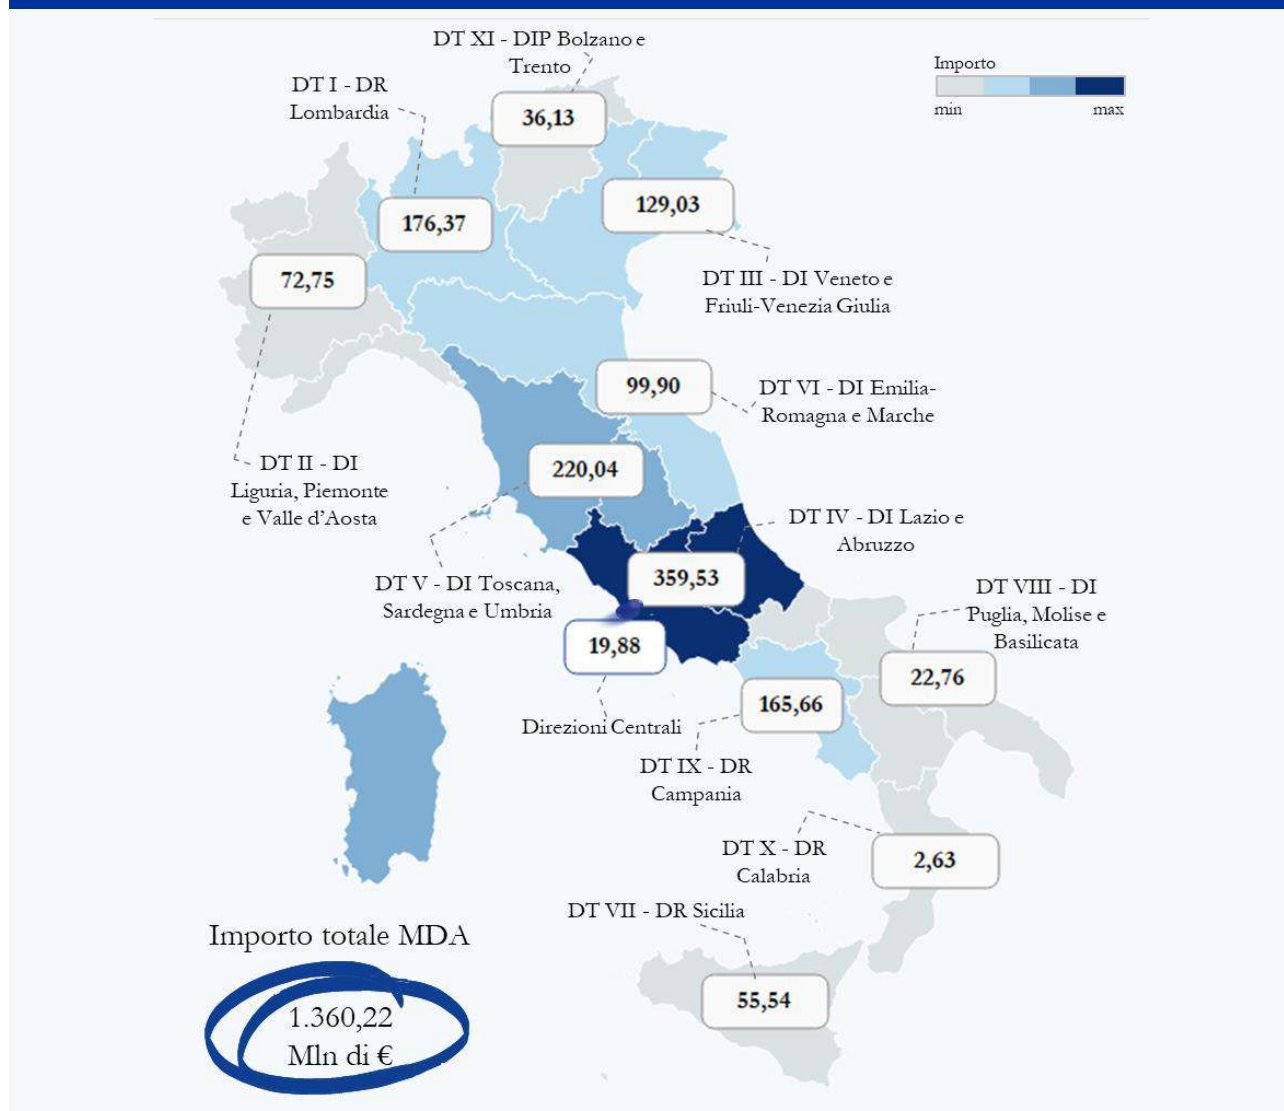 DT XI - DIP Bolzano e
Trento
Importo
min
max
DT I - DR
Lombardia
36,13
176,37
129,03
72,75
DT III - DI Veneto e
Friuli-Venezia Giulia
99,90
DT VI - DI Emilia-
Romagna e Marche
DT II - DI
Liguria, Piemonte
e Valle d'Aosta
220,04
DT IV - DI Lazio e
Abruzzo
359,53
DT V - DI Toscana,
Sardegna e Umbria
DT VIII - DI
Puglia, Molise e
Basilicata
19,88
22,76
165,66
Direzioni Centrali
DT IX - DR
Campania
DT X - DR
Calabria
2,63
DT VII - DR Sicilia
55,54
Importo totale MDA
1.360,22
Mln di €